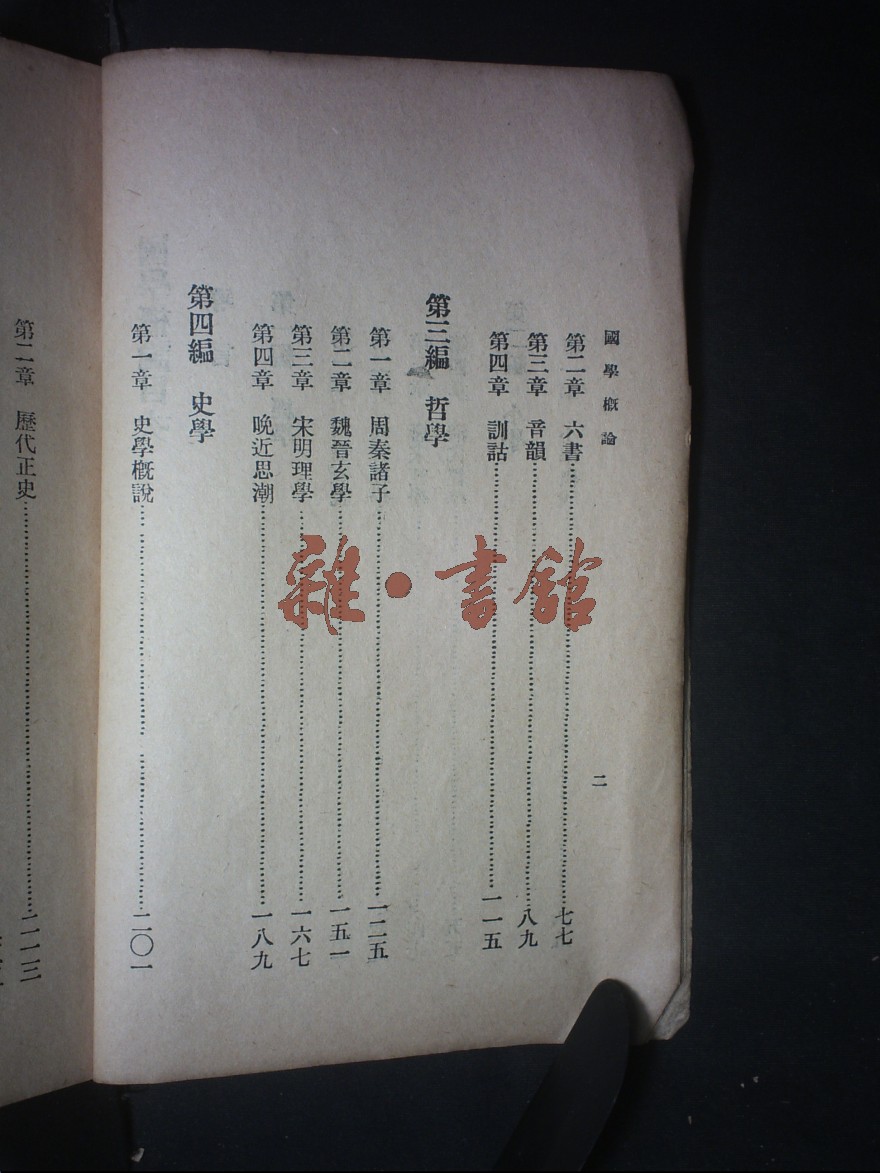 國學概論
二
第二章 六書……七七
第三章 音韻……八九
第四章 訓詁……一一五
第三編 哲學
第一章 周秦諸子……一二五
第二章 魏晉玄學……一五一
第三章 宋明理學……一六七
第四章 晚近思潮……一八九
第四編 史學
第一章 史學概說……二〇一
第二章 歷代正史……二一三
雜·書館